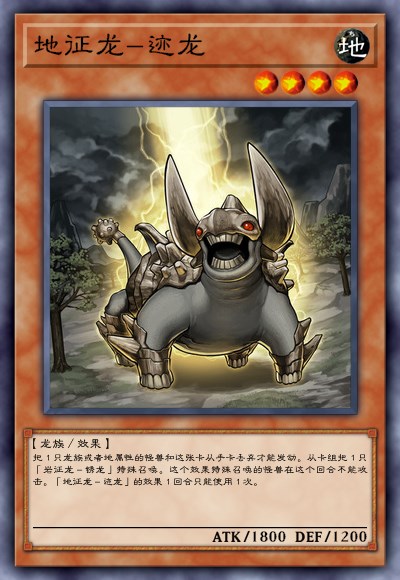 地征龙－迹龙
地
【龙族／效果】
把1只龙族或者地属性的怪兽和这张卡从手卡丢弃才能发动。从卡组把1只
「岩征龙－锈龙」特殊召唤。这个效果特殊召唤的怪兽在这个回合不能攻
击。「地征龙－迹龙」的效果1回合只能使用1次。
ATK/1800 DEF/1200